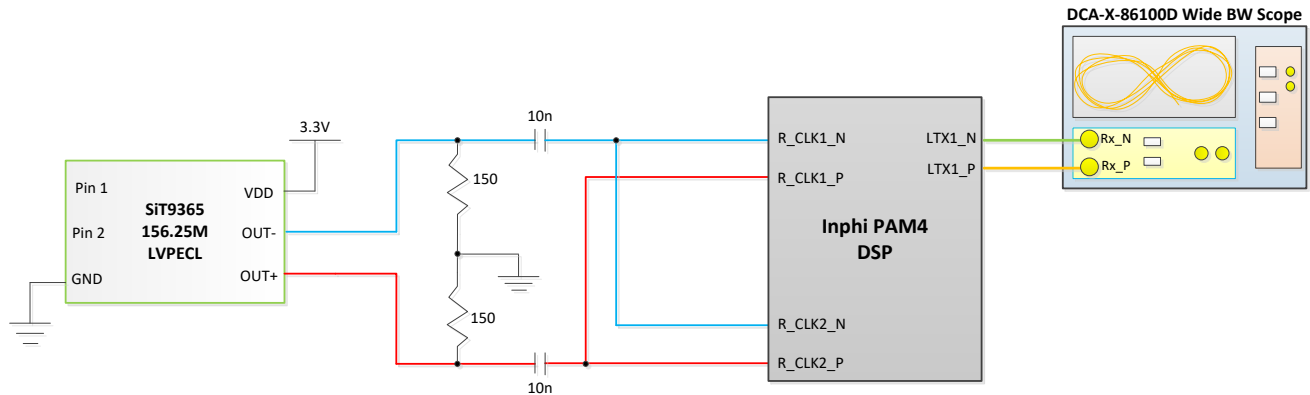 DCA-X-86100D Wide BW Scope
10n
3.3V
R_CLK1_N
LTX1_N
Rx_N
Pin 1
VDD
150
R_CLK1_P
LTX1_P
Rx_P
SiT9365
156.25M
LVPECL
Pin 2
OUT-
Inphi PAM4
DSP
GND
OUT+
150
R_CLK2_N
R_CLK2_P
10n